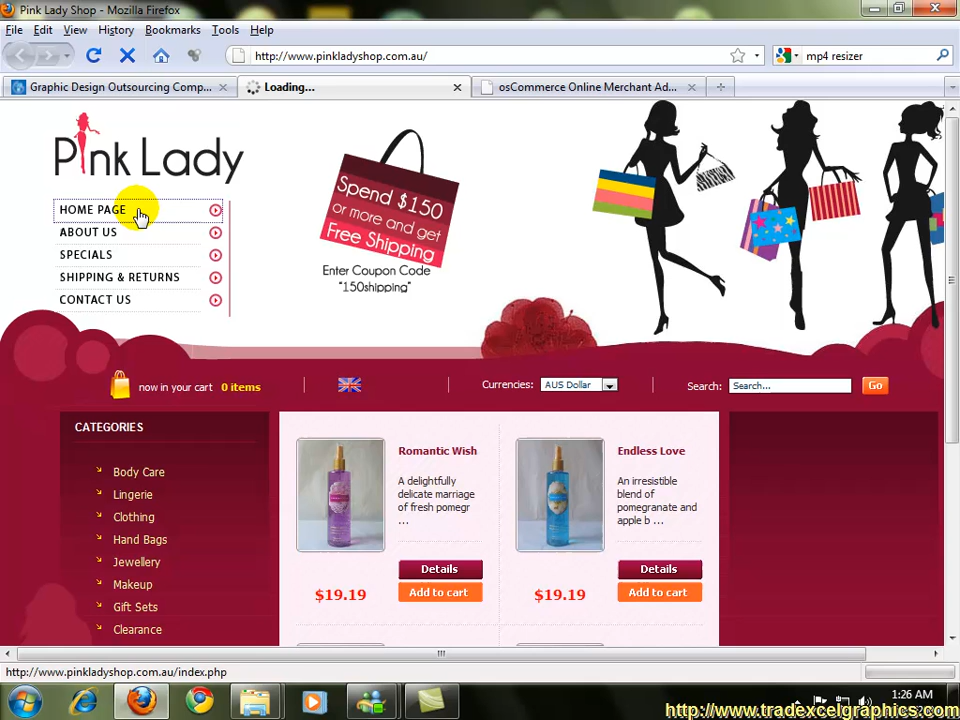 Pink Lady Shop - Mozilla Firefox
File Edit View History Bookmarks Tools Help
http://www.pinkladyshop.com.au/
mp4 resizer
Graphic Design Outsourcing Comp...
Loading...
osCommerce Online Merchant Ad...
Pink Lady
HOME PAGE
ABOUT US
SPECIALS
SHIPPING & RETURNS
CONTACT US
Spend $150
or more and get
Free Shipping
Enter Coupon Code
"150shipping"
now in your cart 0 items
Currencies: AUS Dollar
Search: Search... Go
CATEGORIES
Body Care
Lingerie
Clothing
Hand Bags
Jewellery
Makeup
Gift Sets
Clearance
Romantic Wish
A delightfully
delicate marriage
of fresh pomegr
...
Details
$19.19
Add to cart
Endless Love
An irresistible
blend of
pomegranate and
apple b ...
Details
$19.19
Add to cart
http://www.pinkladyshop.com.au/index.php
1:26 AM
http://www.tradexcelgraphics.com